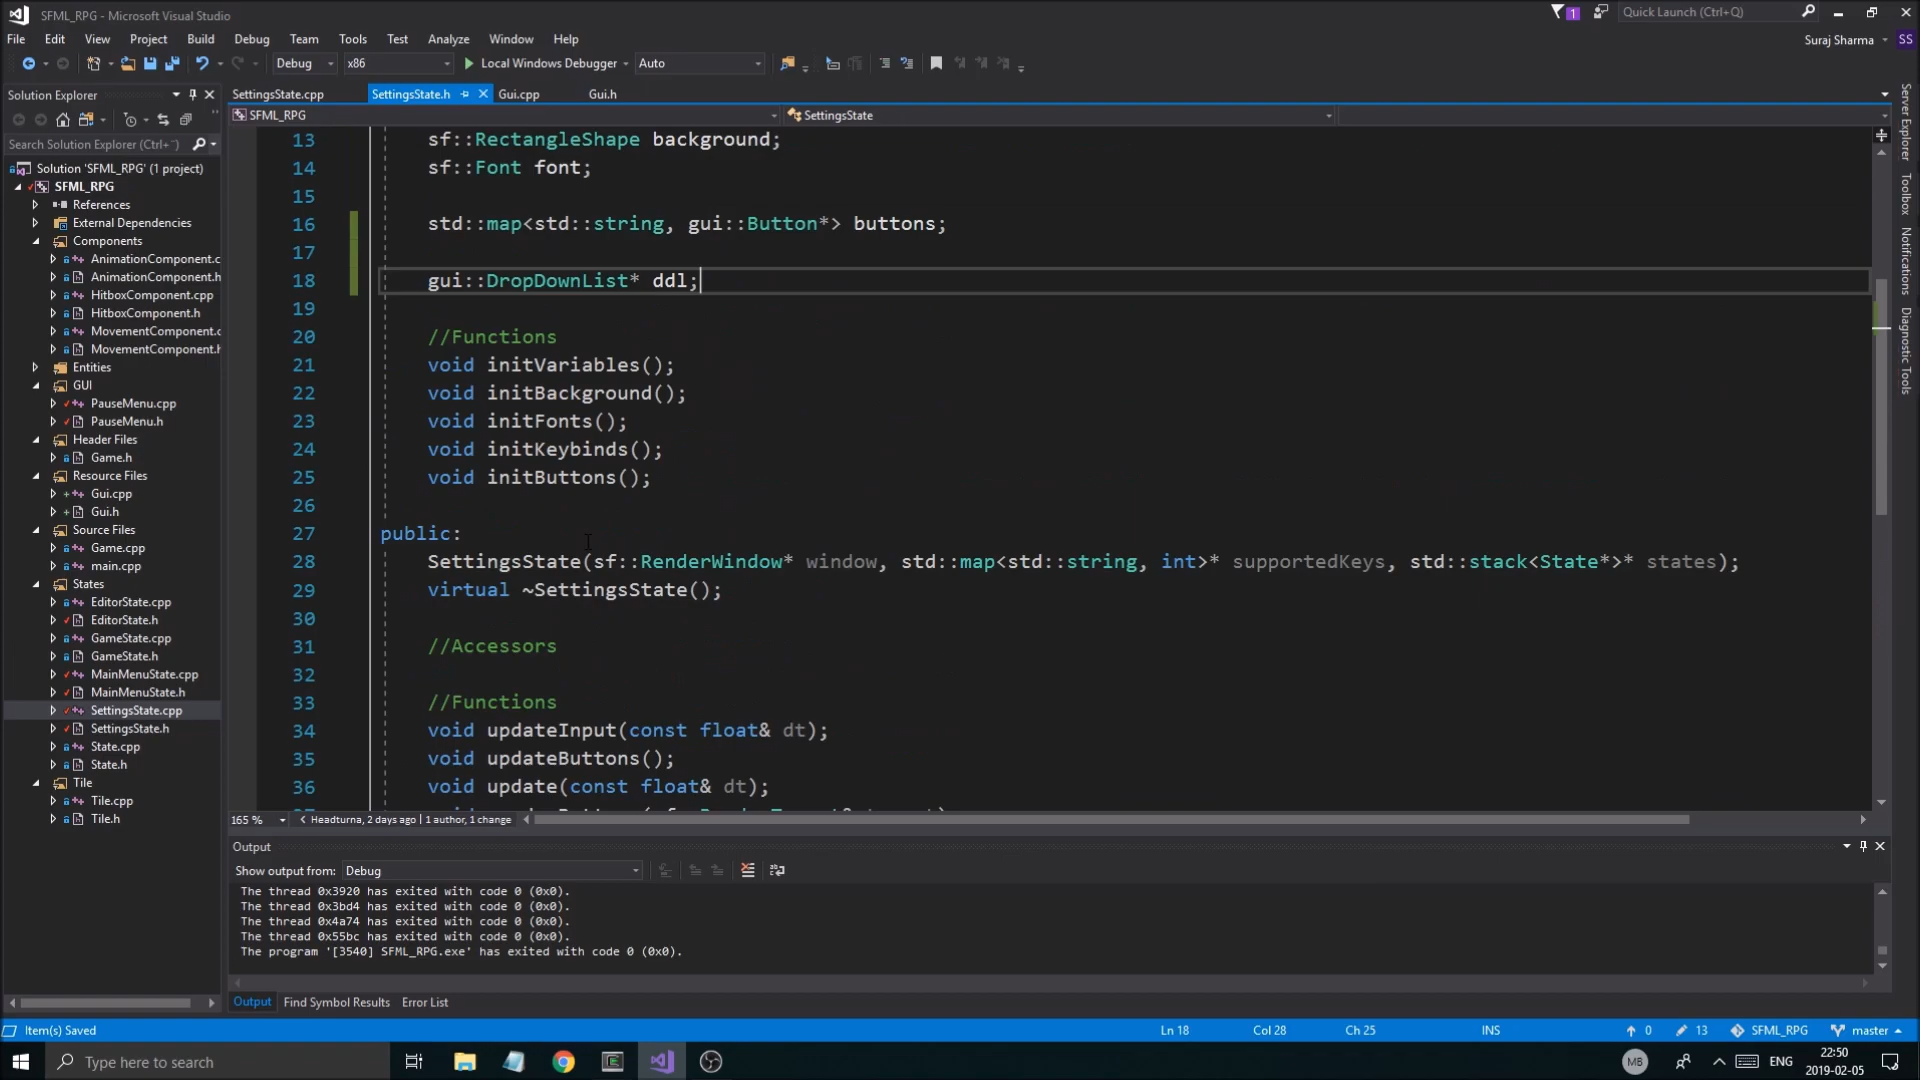 SFML_RPG - Microsoft Visual Studio
1
Quick Launch (Ctrl+Q)
File Edit View Project Build Debug Team Tools Test Analyze Window Help
Suraj Sharma
SS
Debug x86 Local Windows Debugger Auto
Solution Explorer
SettingsState.cpp SettingsState.h Gui.cpp Gui.h
SFML_RPG SettingsState
Search Solution Explorer (Ctrl+¨)
Solution 'SFML_RPG' (1 project)
SFML_RPG
References
External Dependencies
Components
AnimationComponent.c
AnimationComponent.h
HitboxComponent.cpp
HitboxComponent.h
MovementComponent.c
MovementComponent.h
Entities
GUI
PauseMenu.cpp
PauseMenu.h
Header Files
Game.h
Resource Files
Gui.cpp
Gui.h
Source Files
Game.cpp
main.cpp
States
EditorState.cpp
EditorState.h
GameState.cpp
GameState.h
MainMenuState.cpp
MainMenuState.h
SettingsState.cpp
SettingsState.h
State.cpp
State.h
Tile
Tile.cpp
Tile.h
13 sf::RectangleShape background;
14 sf::Font font;
15
16 std::map<std::string, gui::Button*> buttons;
17
18 gui::DropDownList* ddl;
19
20 //Functions
21 void initVariables();
22 void initBackground();
23 void initFonts();
24 void initKeybinds();
25 void initButtons();
26
27 public:
28 SettingsState(sf::RenderWindow* window, std::map<std::string, int>* supportedKeys, std::stack<State*>* states);
29 virtual ~SettingsState();
30
31 //Accessors
32
33 //Functions
34 void updateInput(const float& dt);
35 void updateButtons();
36 void update(const float& dt);
165 % Headturna, 2 days ago | 1 author, 1 change
Server Explorer
Toolbox
Notifications
Diagnostic Tools
Output
Show output from: Debug
The thread 0x3920 has exited with code 0 (0x0).
The thread 0x3bd4 has exited with code 0 (0x0).
The thread 0x4a74 has exited with code 0 (0x0).
The thread 0x55bc has exited with code 0 (0x0).
The program '[3540] SFML_RPG.exe' has exited with code 0 (0x0).
Output Find Symbol Results Error List
Item(s) Saved Ln 18 Col 28 Ch 25 INS 0 13 SFML_RPG master
Type here to search
MB
ENG
22:50
2019-02-05